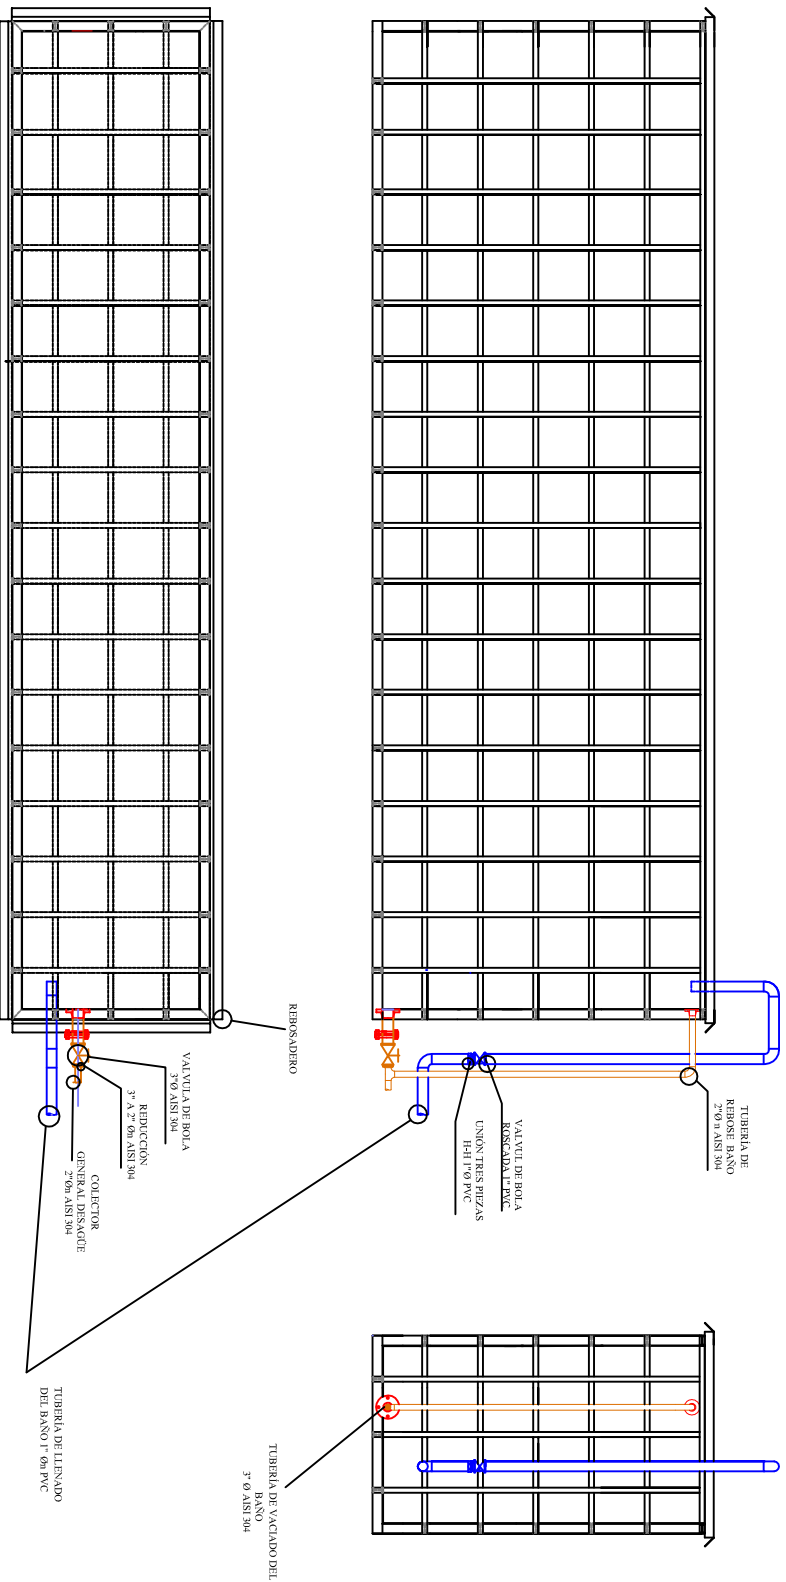 TUBERÍA DE
REBOSE BAÑO
2"Ø n AISI 304
VALVUL DE BOLA
ROSCADA 1" PVC
UNIÓN TRES PIEZAS
H-H 1"Ø PVC
REBOSADERO
VALVULA DE BOLA
3"Ø AISI 304
REDUCCIÓN
3" A 2" Øn AISI 304
COLECTOR
GENERAL DESAGÜE
2"Øn AISI 304
TUBERÍA DE VACIADO DEL
BAÑO
3" Ø AISI 304
TUBERÍA DE LLENADO
DEL BAÑO 1" Øn PVC